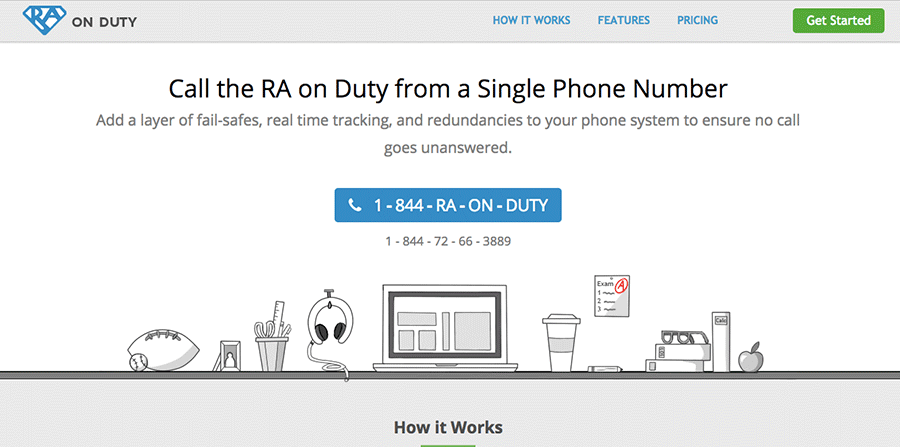 RA ON DUTY
HOW IT WORKS FEATURES PRICING Get Started
Call the RA on Duty from a Single Phone Number
Add a layer of fail-safes, real time tracking, and redundancies to your phone system to ensure no call
goes unanswered.
1 - 844 - RA - ON - DUTY
1 - 844 - 72 - 66 - 3889
Exam A
1
2
3
Calc
How it Works